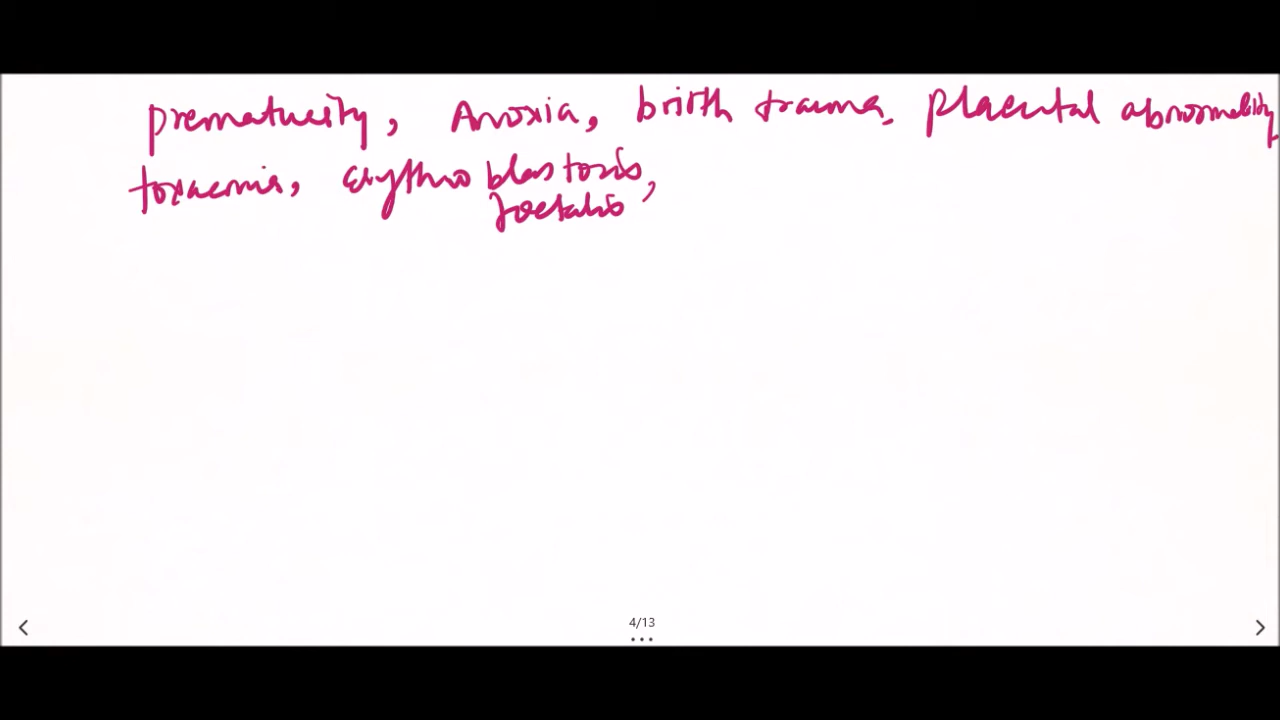 prematurity, Anoxia, birth trauma, placental abnormality
toxaemia, erythroblastosis,
foetalis
4/13